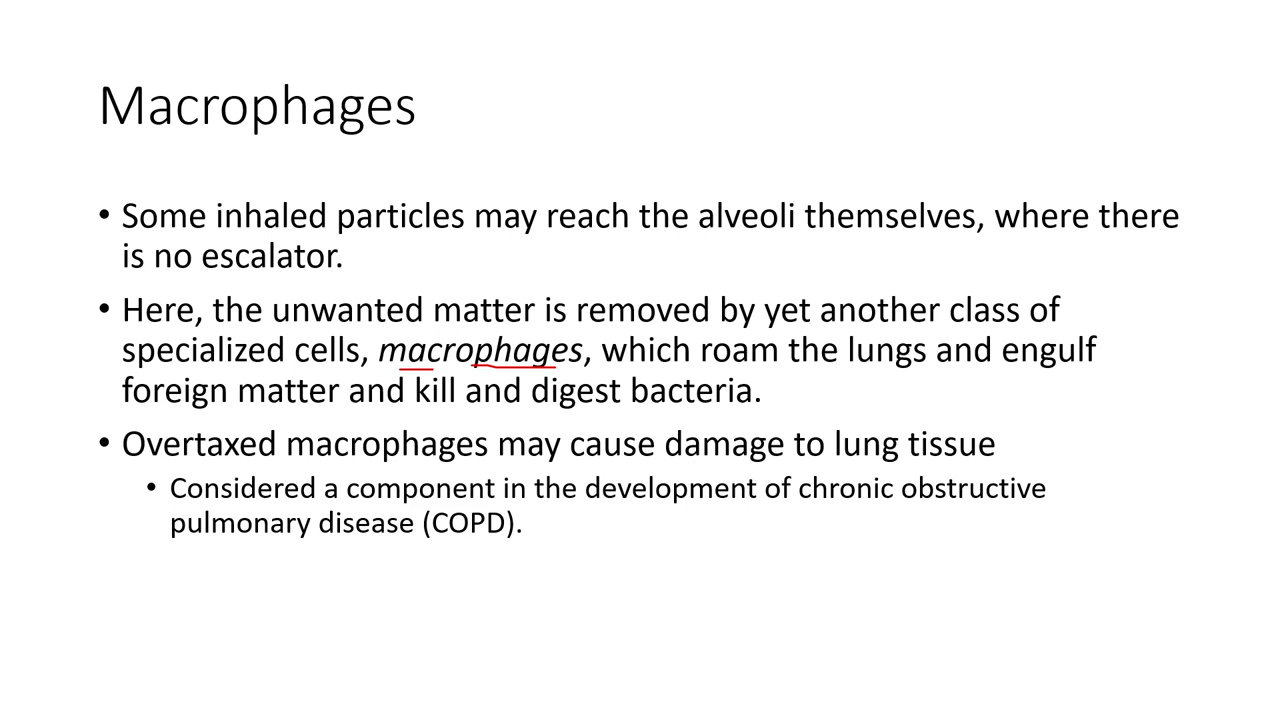 Macrophages
• Some inhaled particles may reach the alveoli themselves, where there
is no escalator.
• Here, the unwanted matter is removed by yet another class of
specialized cells, macrophages, which roam the lungs and engulf
foreign matter and kill and digest bacteria.
• Overtaxed macrophages may cause damage to lung tissue
• Considered a component in the development of chronic obstructive
pulmonary disease (COPD).